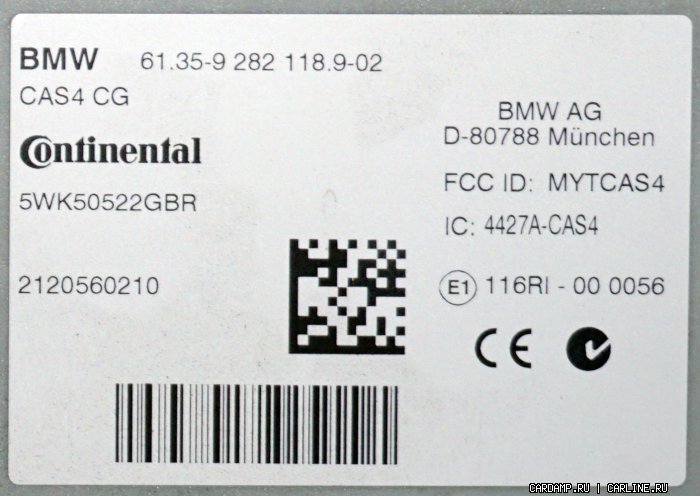 BMW 61.35-9 282 118.9-02
CAS4 CG
Continental
5WK50522GBR
2120560210
BMW AG
D-80788 München
FCC ID: MYTCAS4
IC: 4427A-CAS4
E1 116RI - 00 0056
CE
CARDAMP.RU | CARLINE.RU